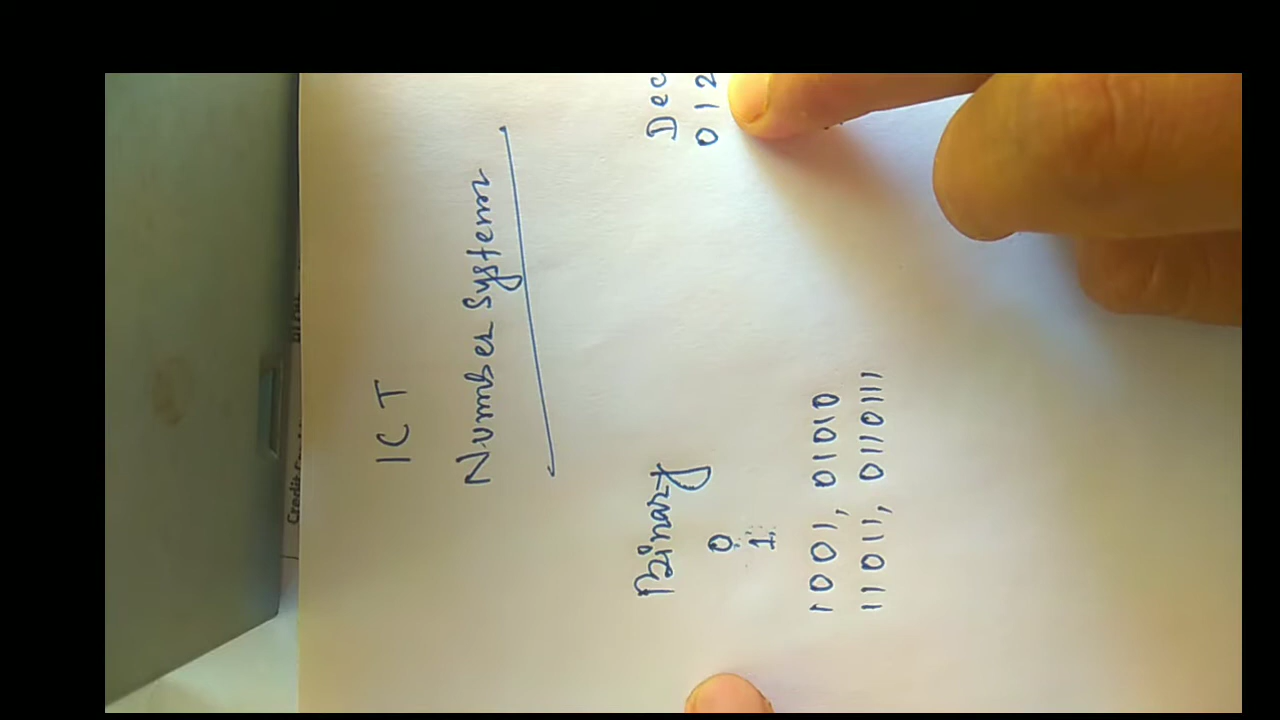 ICT
Number System
Binary
0
1
1001, 01010
11011, 0110111
Dec
012